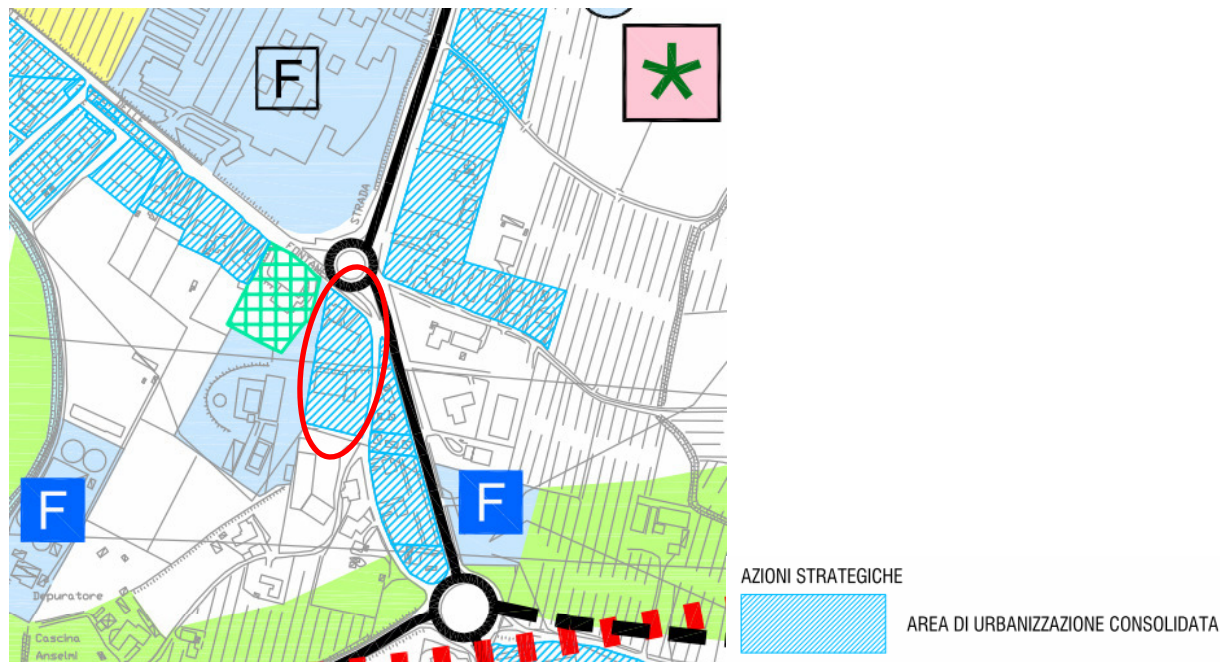 F
STRADA
F
F
Depuratore
Cascina
Anselmi
AZIONI STRATEGICHE
AREA DI URBANIZZAZIONE CONSOLIDATA